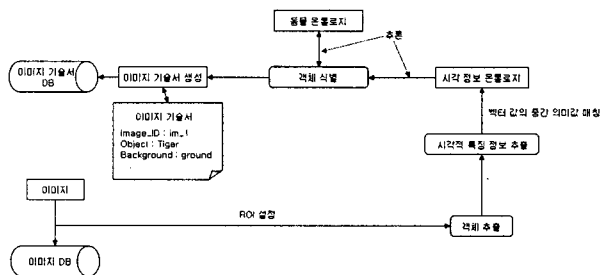 동물 온톨로지
추론
이미지 기술서
DB
이미지 기술서 생성
객체 식별
시각 정보 온톨로지
벡터 값의 중간 의미값 매칭
이미지 기술서
Image_ID : im_1
Object : Tiger
Background : ground
시각적 특징 정보 추출
이미지
ROI 설정
객체 추출
이미지 DB